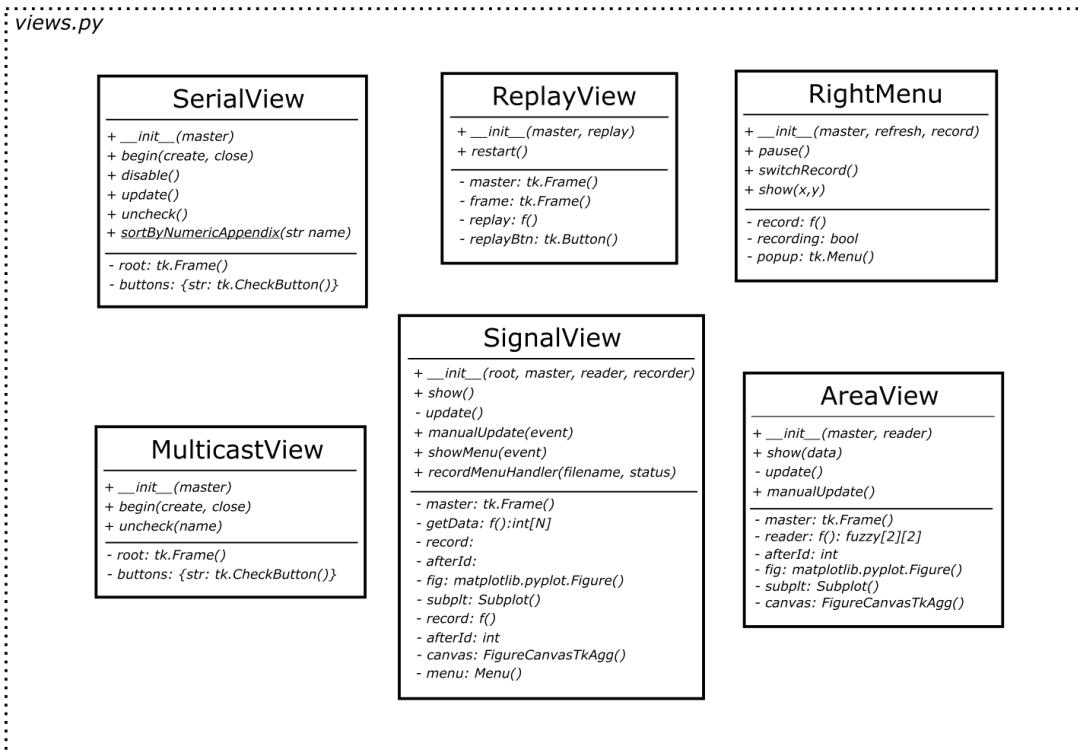 views.py
SerialView
+ __init__(master)
+ begin(create, close)
+ disable()
+ update()
+ uncheck()
+ sortByNumericAppendix(str name)
- root: tk.Frame()
- buttons: {str: tk.CheckButton()}
ReplayView
+ __init__(master, replay)
+ restart()
- master: tk.Frame()
- frame: tk.Frame()
- replay: f()
- replayBtn: tk.Button()
RightMenu
+ __init__(master, refresh, record)
+ pause()
+ switchRecord()
+ show(x,y)
- record: f()
- recording: bool
- popup: tk.Menu()
MulticastView
+ __init__(master)
+ begin(create, close)
+ uncheck(name)
- root: tk.Frame()
- buttons: {str: tk.CheckButton()}
SignalView
+ __init__(root, master, reader, recorder)
+ show()
- update()
+ manualUpdate(event)
+ showMenu(event)
+ recordMenuHandler(filename, status)
- master: tk.Frame()
- getData: f():int[N]
- record:
- afterId:
- fig: matplotlib.pyplot.Figure()
- subplt: Subplot()
- record: f()
- afterId: int
- canvas: FigureCanvasTkAgg()
- menu: Menu()
AreaView
+ __init__(master, reader)
+ show(data)
- update()
+ manualUpdate()
- master: tk.Frame()
- reader: f(): fuzzy[2][2]
- afterId: int
- fig: matplotlib.pyplot.Figure()
- subplt: Subplot()
- canvas: FigureCanvasTkAgg()